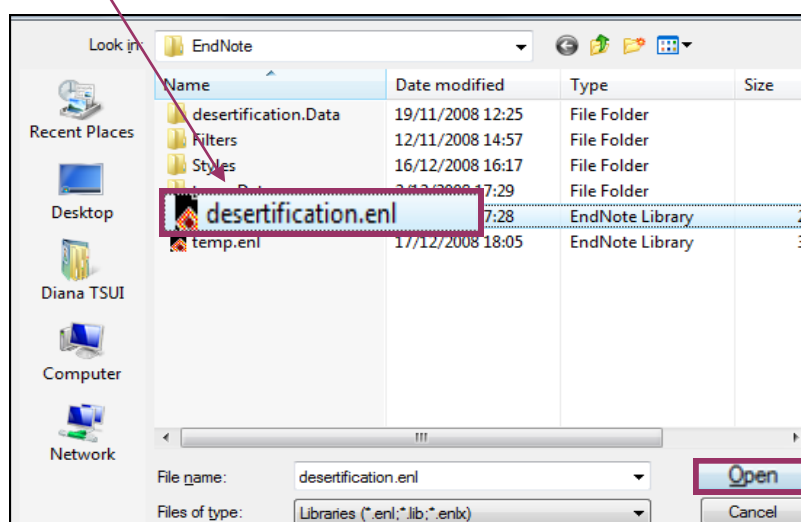 Look in: EndNote
Name Date modified Type Size
desertification.Data 19/11/2008 12:25 File Folder
Filters 12/11/2008 14:57 File Folder
Styles 16/12/2008 16:17 File Folder
17:29 File Folder
desertification.enl 7:28 EndNote Library
temp.enl 17/12/2008 18:05 EndNote Library
Recent Places
Desktop
Diana TSUI
Computer
Network
File name: desertification.enl Open
Files of type: Libraries (*.enl;*.lib;*.enlx) Cancel